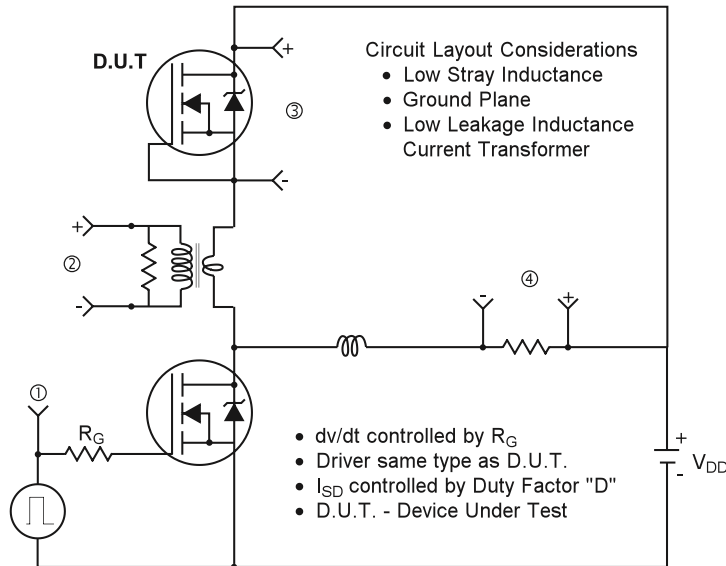 D.U.T
+
Circuit Layout Considerations
• Low Stray Inductance
• Ground Plane
• Low Leakage Inductance
Current Transformer
③
-
+
②
-
④
-
+
①
R_G
• dv/dt controlled by R_G
• Driver same type as D.U.T.
• I_SD controlled by Duty Factor "D"
• D.U.T. - Device Under Test
+
V_DD
-